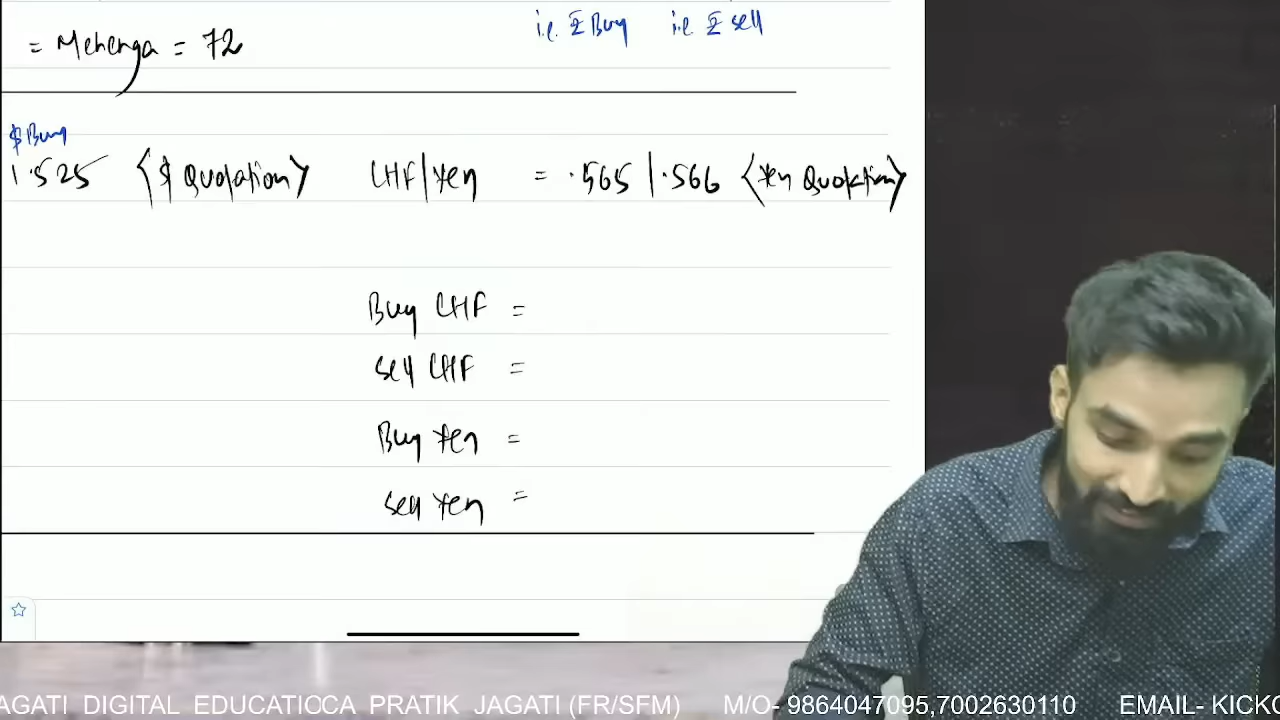 i.e. ₹ Buy i.e ₹ sell
= Mehenga = 72
$ Buy
1.525 〈$ Quotation〉 CHF/Yen = .565 | .566 〈Yen Quotation〉
Buy CHF =
sell CHF =
Buy Yen =
sell Yen =
AGATI DIGITAL EDUCATIOCCA PRATIK JAGATI (FR/SFM) M/O- 9864047095,7002630110 EMAIL- KICKO